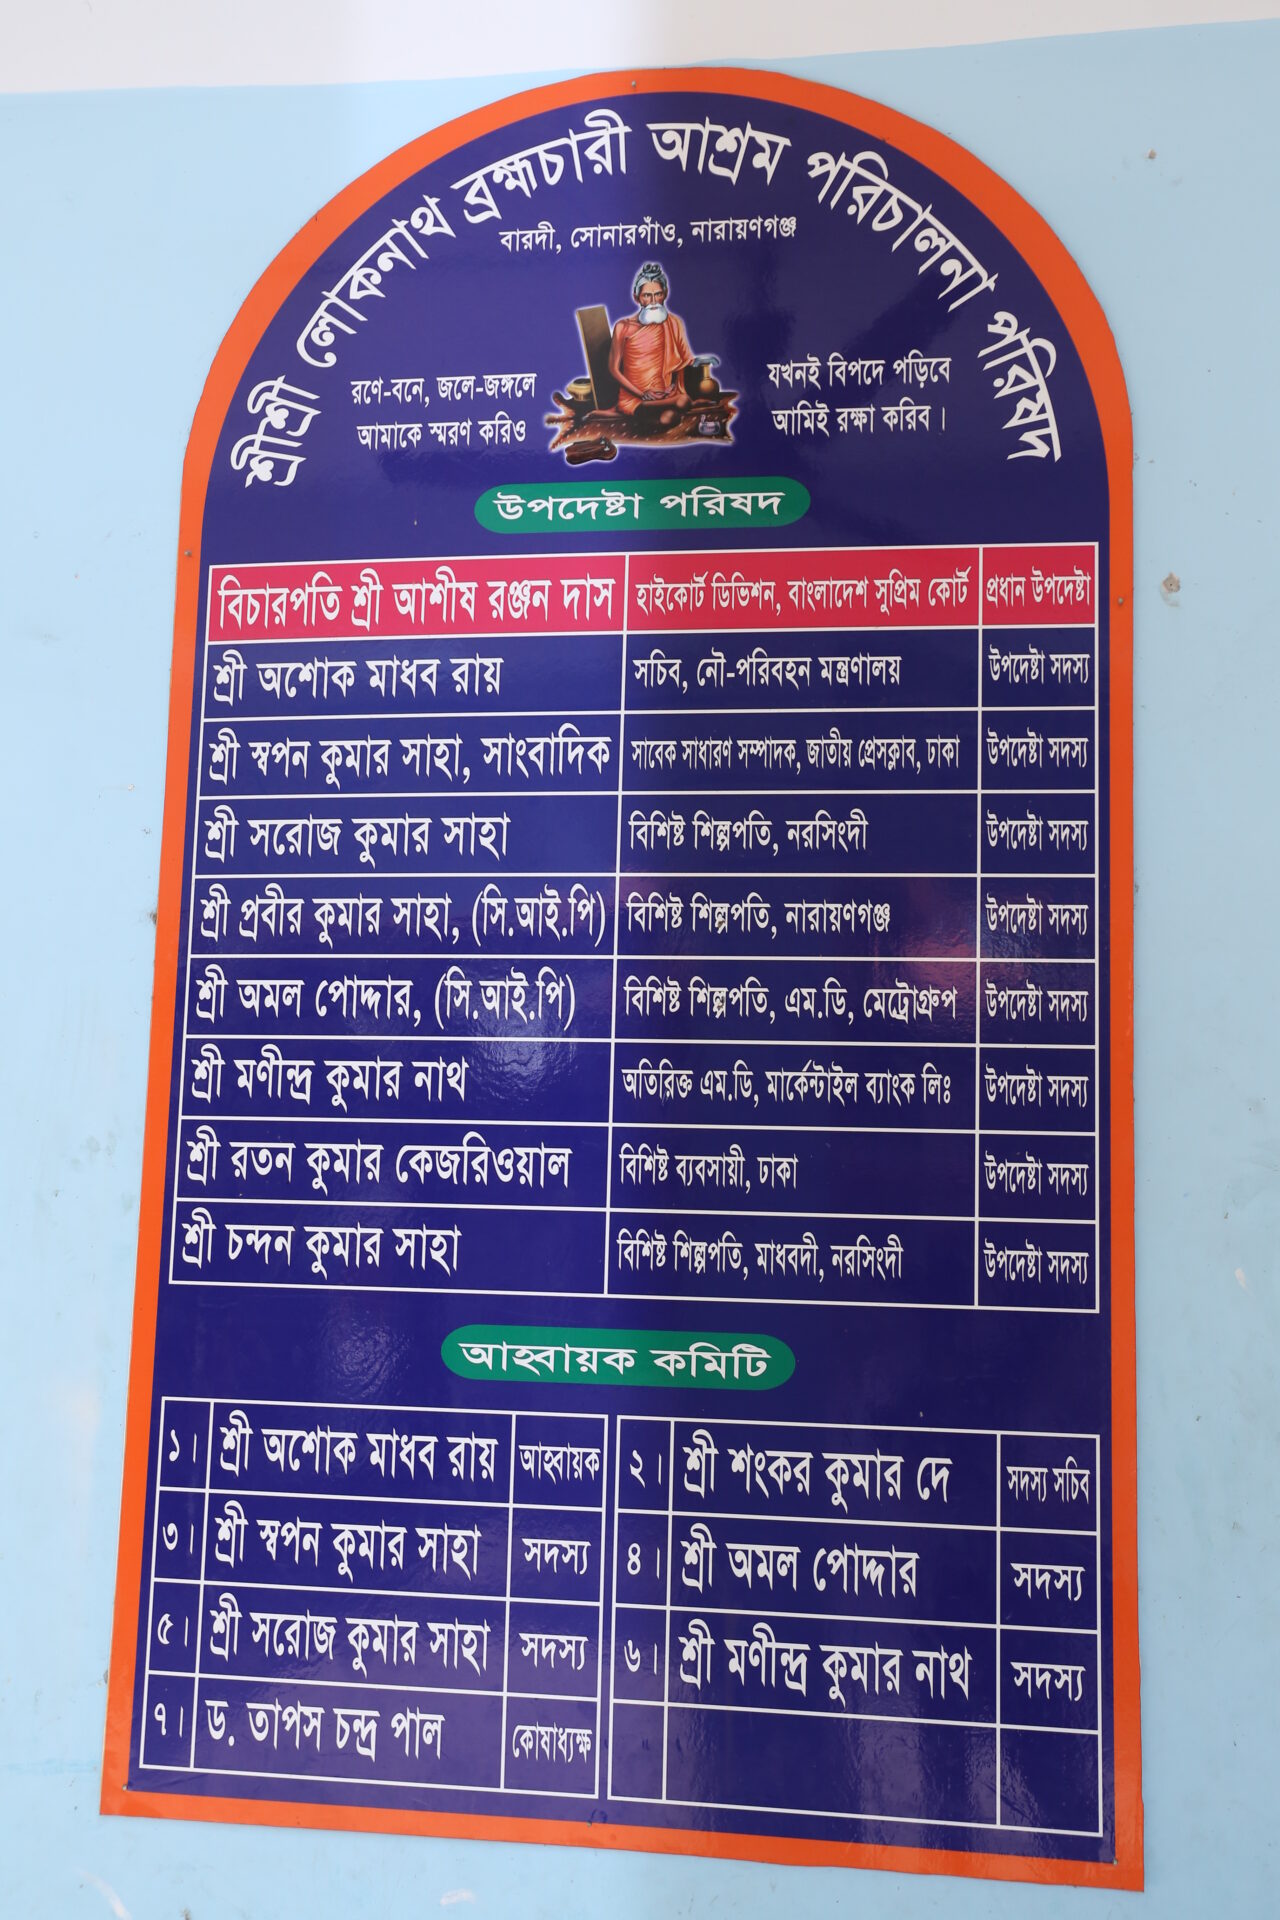 শ্রীশ্রী লোকনাথ ব্রহ্মচারী আশ্রম পরিচালনা পরিষদ
বারদী, সোনারগাঁও, নারায়ণগঞ্জ
রণে-বনে, জলে-জঙ্গলে
আমাকে স্মরণ করিও
যখনই বিপদে পড়িবে
আমিই রক্ষা করিব।
উপদেষ্টা পরিষদ
বিচারপতি শ্রী আশীষ রঞ্জন দাস হাইকোর্ট ডিভিশন, বাংলাদেশ সুপ্রিম কোর্ট প্রধান উপদেষ্টা
শ্রী অশোক মাধব রায় সচিব, নৌ-পরিবহন মন্ত্রণালয় উপদেষ্টা সদস্য
শ্রী স্বপন কুমার সাহা, সাংবাদিক সাবেক সাধারণ সম্পাদক, জাতীয় প্রেসক্লাব, ঢাকা উপদেষ্টা সদস্য
শ্রী সরোজ কুমার সাহা বিশিষ্ট শিল্পপতি, নরসিংদী উপদেষ্টা সদস্য
শ্রী প্রবীর কুমার সাহা, (সি.আই.পি) বিশিষ্ট শিল্পপতি, নারায়ণগঞ্জ উপদেষ্টা সদস্য
শ্রী অমল পোদ্দার, (সি.আই.পি) বিশিষ্ট শিল্পপতি, এম.ডি, মেট্রোগ্রুপ উপদেষ্টা সদস্য
শ্রী মণীন্দ্র কুমার নাথ অতিরিক্ত এম.ডি, মার্কেন্টাইল ব্যাংক লিঃ উপদেষ্টা সদস্য
শ্রী রতন কুমার কেজরিওয়াল বিশিষ্ট ব্যবসায়ী, ঢাকা উপদেষ্টা সদস্য
শ্রী চন্দন কুমার সাহা বিশিষ্ট শিল্পপতি, মাধবদী, নরসিংদী উপদেষ্টা সদস্য
আহবায়ক কমিটি
১। শ্রী অশোক মাধব রায় আহবায়ক ২। শ্রী শংকর কুমার দে সদস্য সচিব
৩। শ্রী স্বপন কুমার সাহা সদস্য ৪। শ্রী অমল পোদ্দার সদস্য
৫। শ্রী সরোজ কুমার সাহা সদস্য ৬। শ্রী মণীন্দ্র কুমার নাথ সদস্য
৭। ড. তাপস চন্দ্র পাল কোষাধ্যক্ষ